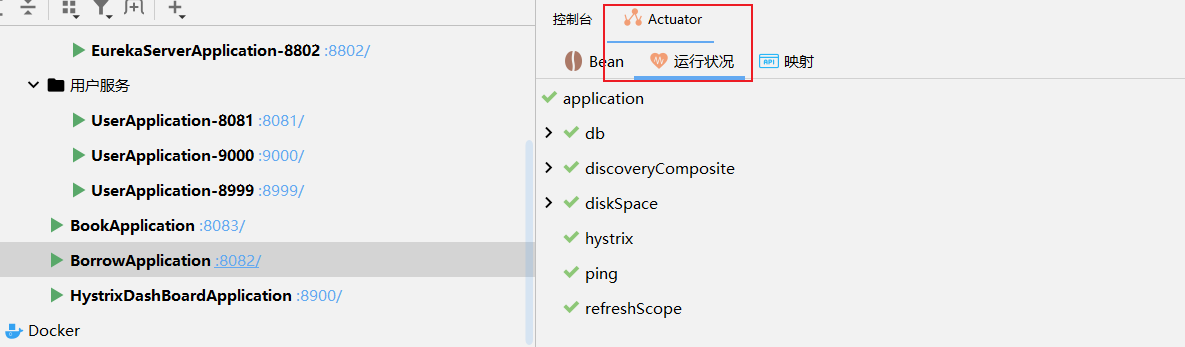 EurekaServerApplication-8802 :8802/
用户服务
UserApplication-8081 :8081/
UserApplication-9000 :9000/
UserApplication-8999 :8999/
BookApplication :8083/
BorrowApplication :8082/
HystrixDashBoardApplication :8900/
Docker
控制台 Actuator
Bean 运行状况 API 映射
application
db
discoveryComposite
diskSpace
hystrix
ping
refreshScope